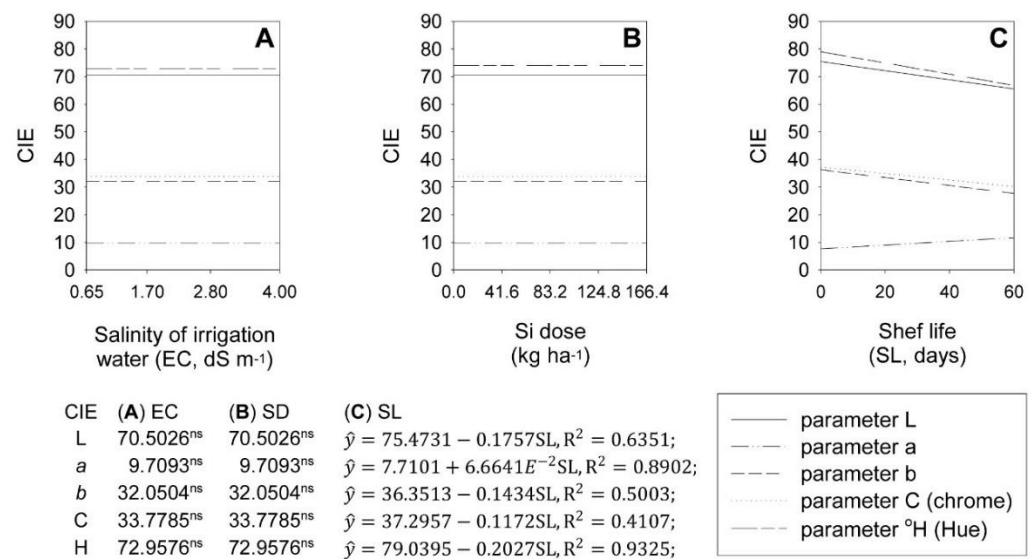 A
B
C
90
80
70
60
50
40
30
20
10
0
CIE
0.65 1.70 2.80 4.00
Salinity of irrigation
water (EC, dS m⁻¹)
90
80
70
60
50
40
30
20
10
0
CIE
0.0 41.6 83.2 124.8 166.4
Si dose
(kg ha⁻¹)
90
80
70
60
50
40
30
20
10
0
CIE
0 20 40 60
Shef life
(SL, days)
CIE (A) EC (B) SD (C) SL
L 70.5026ⁿˢ 70.5026ⁿˢ ŷ = 75.4731 − 0.1757SL, R² = 0.6351;
a 9.7093ⁿˢ 9.7093ⁿˢ ŷ = 7.7101 + 6.6641E⁻²SL, R² = 0.8902;
b 32.0504ⁿˢ 32.0504ⁿˢ ŷ = 36.3513 − 0.1434SL, R² = 0.5003;
C 33.7785ⁿˢ 33.7785ⁿˢ ŷ = 37.2957 − 0.1172SL, R² = 0.4107;
H 72.9576ⁿˢ 72.9576ⁿˢ ŷ = 79.0395 − 0.2027SL, R² = 0.9325;
parameter L
parameter a
parameter b
parameter C (chrome)
parameter °H (Hue)